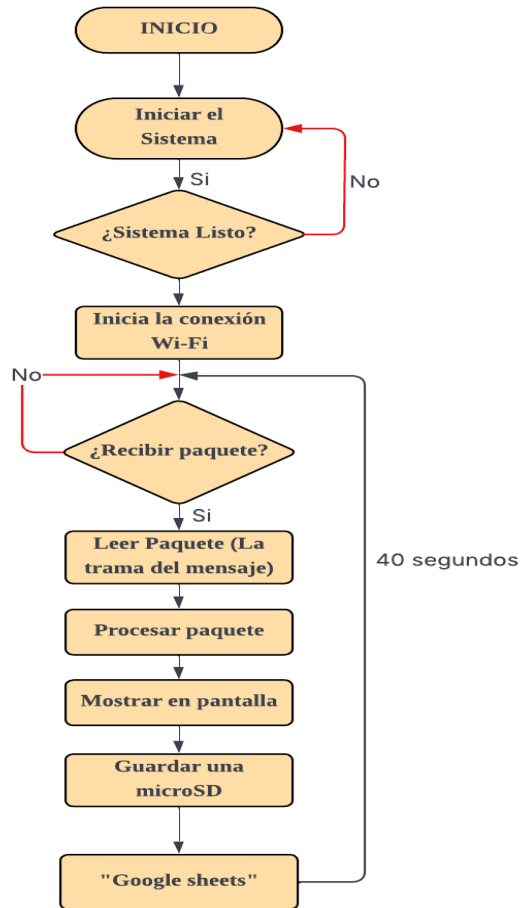 INICIO
Iniciar el
Sistema
Si
No
¿Sistema Listo?
Inicia la conexión
Wi-Fi
No
¿Recibir paquete?
Si
Leer Paquete (La
trama del mensaje)
40 segundos
Procesar paquete
Mostrar en pantalla
Guardar una
microSD
"Google sheets"